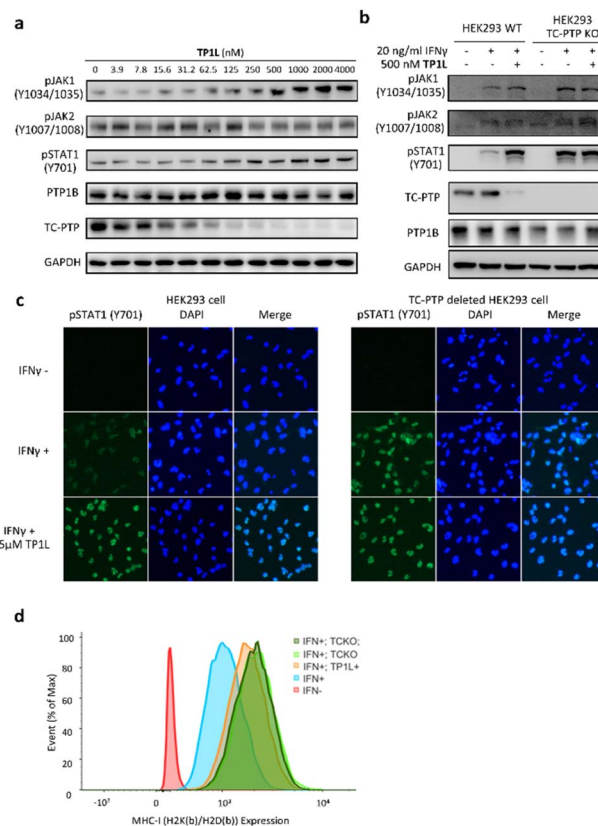 a
TP1L (nM)
0 3.9 7.8 15.6 31.2 62.5 125 250 500 1000 2000 4000
pJAK1
(Y1034/1035)
pJAK2
(Y1007/1008)
pSTAT1
(Y701)
PTP1B
TC-PTP
GAPDH
b
HEK293 WT
HEK293
TC-PTP KO
20 ng/ml IFNγ - + + - + +
500 nM TP1L - - + - - +
pJAK1
(Y1034/1035)
pJAK2
(Y1007/1008)
pSTAT1
(Y701)
TC-PTP
PTP1B
GAPDH
c
HEK293 cell
pSTAT1 (Y701) DAPI Merge
TC-PTP deleted HEK293 cell
pSTAT1 (Y701) DAPI Merge
IFNγ -
IFNγ +
IFNγ +
5μM TP1L
d
Event (% of Max)
100
80
60
40
20
0
-10³ 0 10³ 10⁴
MHC-I (H2K(b)/H2D(b)) Expression
IFN+; TCKO;
IFN+; TCKO
IFN+; TP1L+
IFN+
IFN-